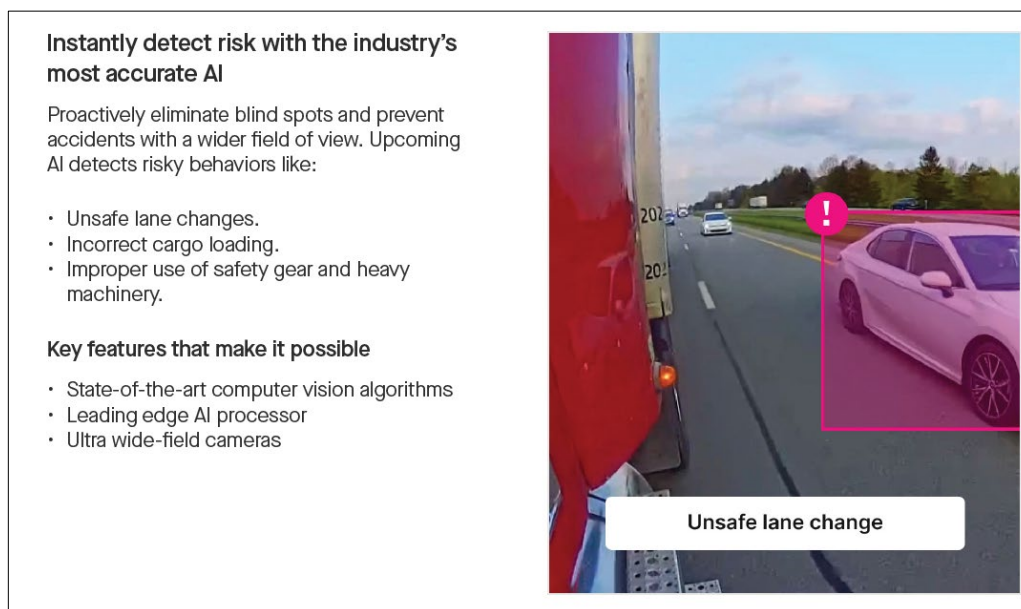 Instantly detect risk with the industry's
most accurate AI
Proactively eliminate blind spots and prevent
accidents with a wider field of view. Upcoming
AI detects risky behaviors like:
· Unsafe lane changes.
· Incorrect cargo loading.
· Improper use of safety gear and heavy
machinery.
Key features that make it possible
· State-of-the-art computer vision algorithms
· Leading edge AI processor
· Ultra wide-field cameras
202
202
!
Unsafe lane change